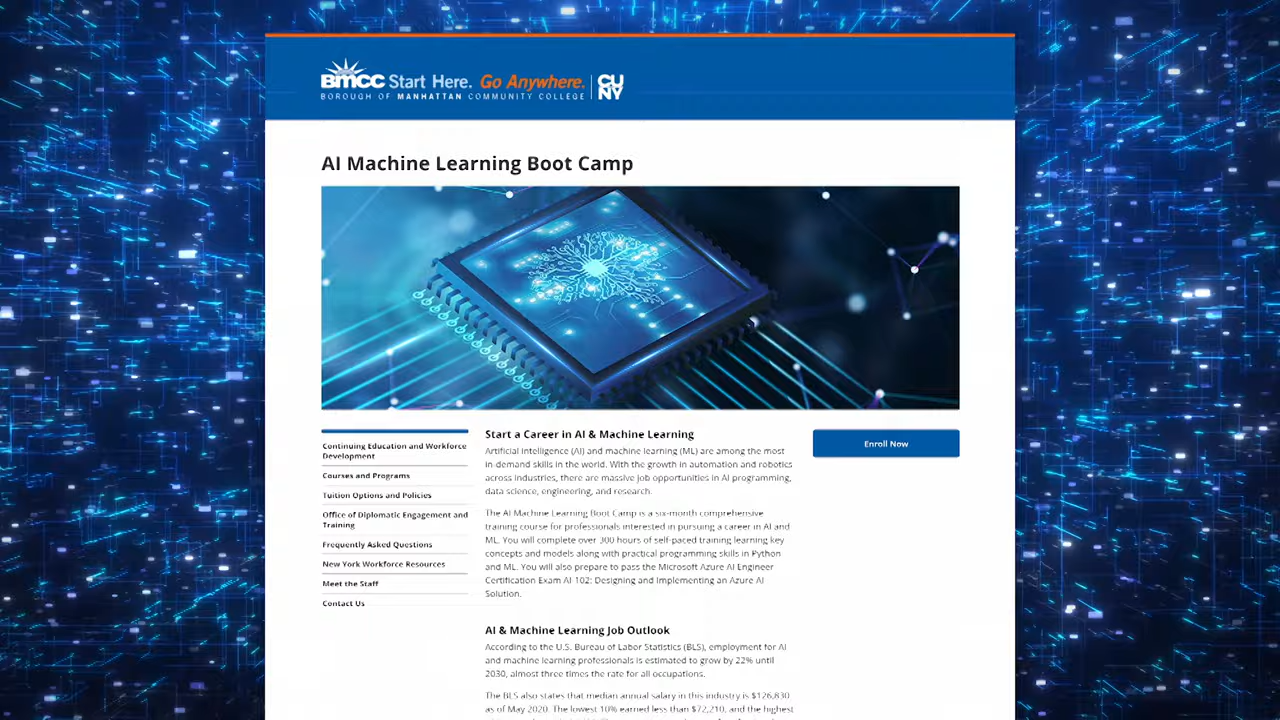 BMCC Start Here. Go Anywhere. CUNY
BOROUGH OF MANHATTAN COMMUNITY COLLEGE
AI Machine Learning Boot Camp
Continuing Education and Workforce
Development
Courses and Programs
Tuition Options and Policies
Office of Diplomatic Engagement and
Training
Frequently Asked Questions
New York Workforce Resources
Meet the Staff
Contact Us
Start a Career in AI & Machine Learning
Artificial intelligence (AI) and machine learning (ML) are among the most
in-demand skills in the world. With the growth in automation and robotics
across industries, there are massive job opportunities in AI programming,
data science, engineering, and research.
The AI Machine Learning Boot Camp is a six-month comprehensive
training course for professionals interested in pursuing a career in AI and
ML. You will complete over 300 hours of self-paced training learning key
concepts and models along with practical programming skills in Python
and ML. You will also prepare to pass the Microsoft Azure AI Engineer
Certification Exam AI-102: Designing and Implementing an Azure AI
Solution.
AI & Machine Learning Job Outlook
According to the U.S. Bureau of Labor Statistics (BLS), employment for AI
and machine learning professionals is estimated to grow by 22% until
2030, almost three times the rate for all occupations.
The BLS also states that median annual salary in this industry is $126,830
as of May 2020. The lowest 10% earned less than $72,210, and the highest
Enroll Now